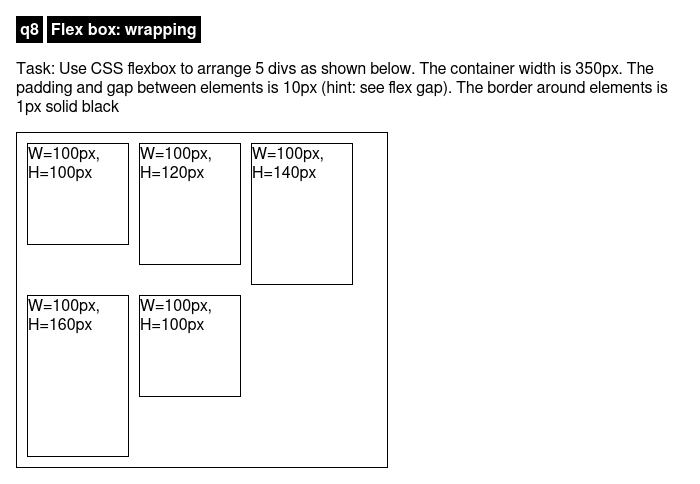 q8 Flex box: wrapping
Task: Use CSS flexbox to arrange 5 divs as shown below. The container width is 350px. The
padding and gap between elements is 10px (hint: see flex gap). The border around elements is
1px solid black
W=100px,
H=100px
W=100px,
H=120px
W=100px,
H=140px
W=100px,
H=160px
W=100px,
H=100px